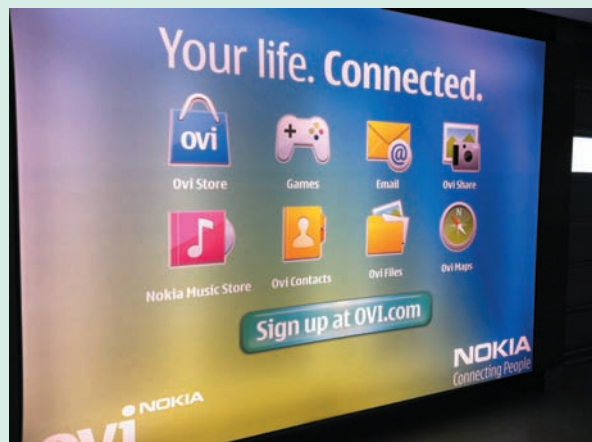 Your life. Connected.
ovi
Ovi Store
Games
@
Email
Ovi Share
Nokia Music Store
Ovi Contacts
Ovi Files
N
Ovi Maps
Sign up at OVI.com
NOKIA
Connecting People
ovi NOKIA